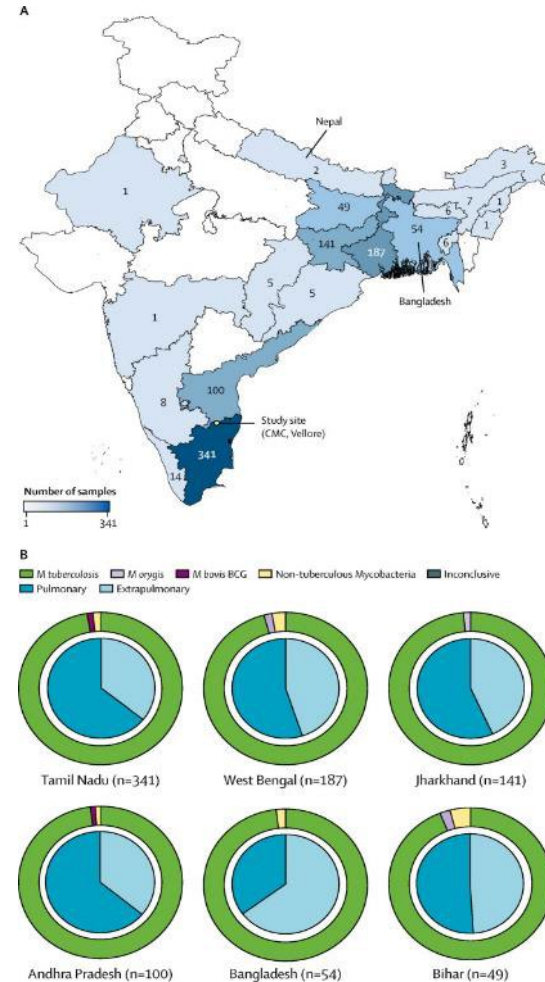 A
Nepal
2
3
1
49
7
6
1
141
187
54
6
1
5
5
1
Bangladesh
100
8
Study site
(CMC, Vellore)
341
14
Number of samples
1 341
B
M tuberculosis M orygis M bovis BCG Non-tuberculous Mycobacteria Inconclusive
Pulmonary Extrapulmonary
Tamil Nadu (n=341) West Bengal (n=187) Jharkhand (n=141)
Andhra Pradesh (n=100) Bangladesh (n=54) Bihar (n=49)